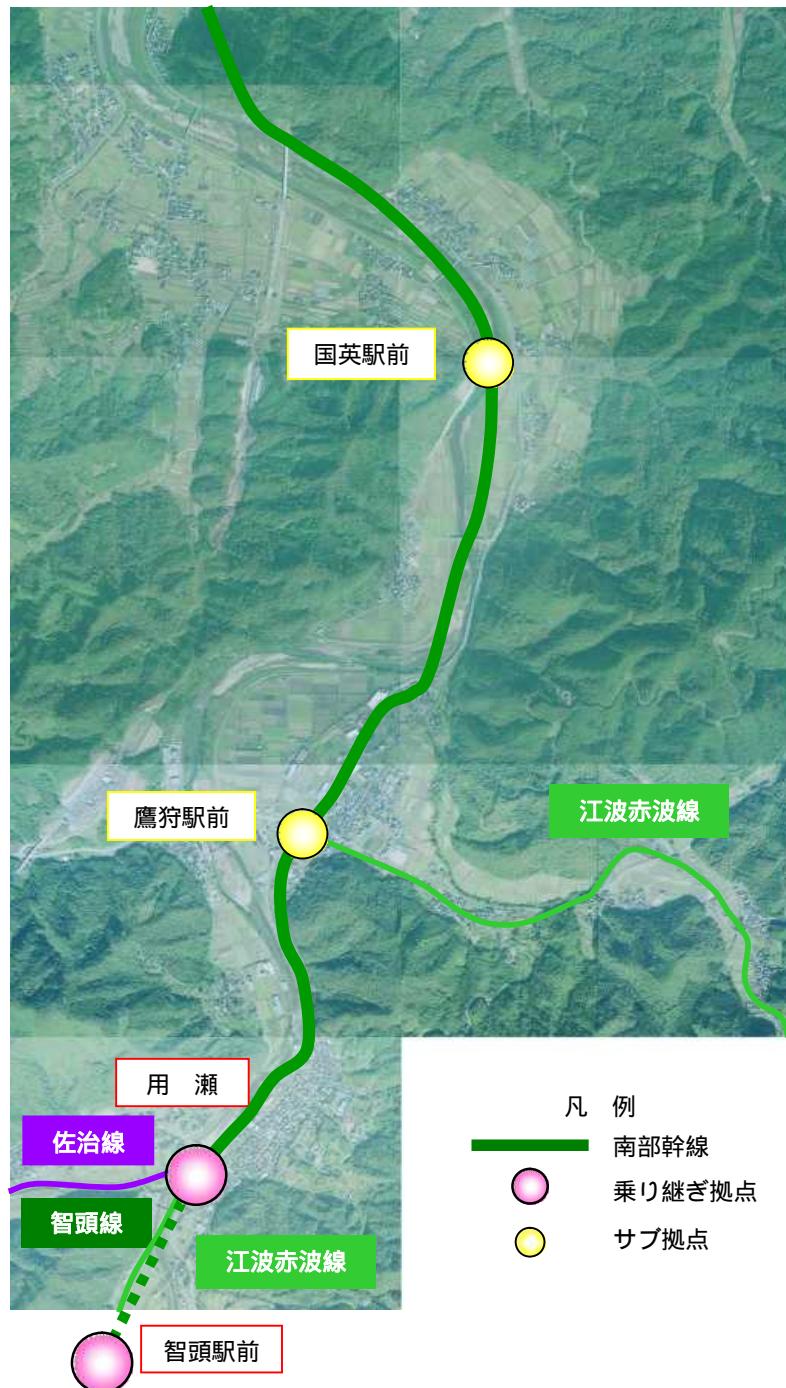 国英駅前
鷹狩駅前
江波赤波線
用　瀬
佐治線
智頭線
江波赤波線
智頭駅前
凡　例
南部幹線
乗り継ぎ拠点
サブ拠点